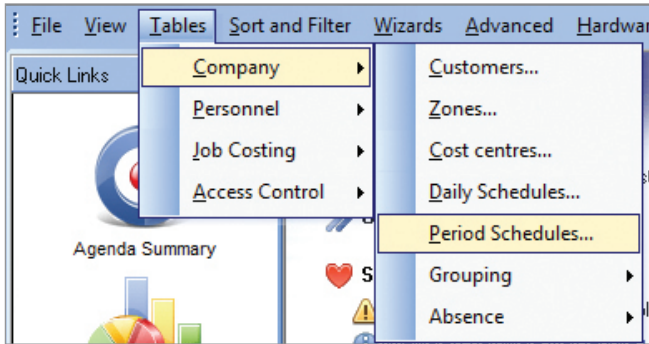 File View Tables Sort and Filter Wizards Advanced
Quick Links
Company
Personnel
Job Costing
Access Control
Customers...
Zones...
Cost centres...
Daily Schedules...
Period Schedules...
Grouping
Absence
Agenda Summary
S